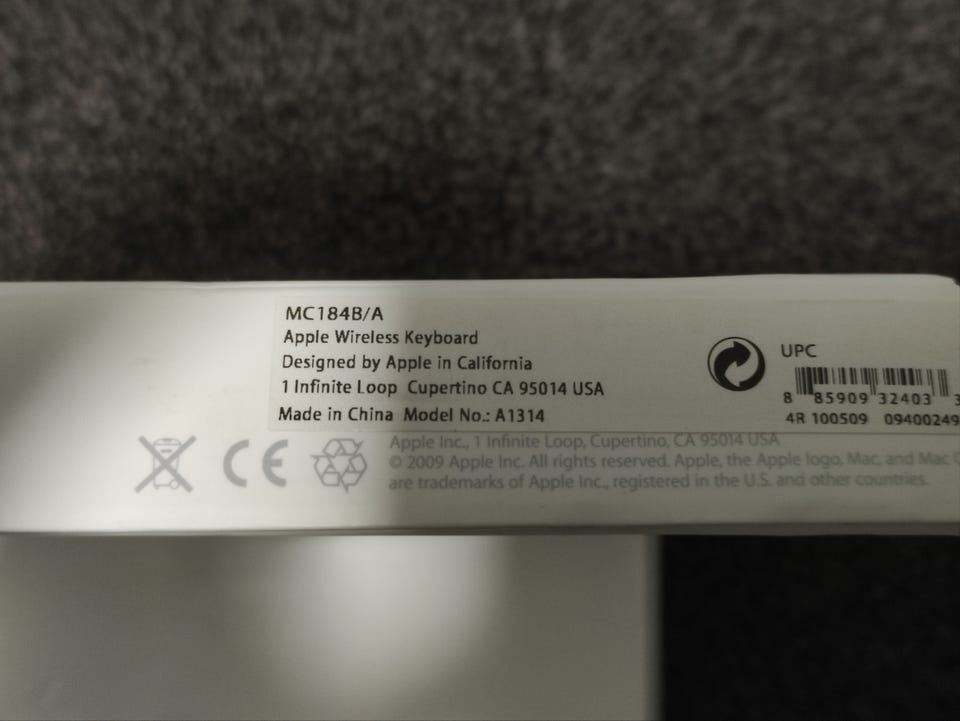 MC184B/A
Apple Wireless Keyboard
Designed by Apple in California
1 Infinite Loop Cupertino CA 95014 USA
Made in China Model No.: A1314
UPC
8 85909 32403 3
4R 100509 09400249
CE
Apple Inc., 1 Infinite Loop, Cupertino, CA 95014 USA
© 2009 Apple Inc. All rights reserved. Apple, the Apple logo, Mac, and Mac
are trademarks of Apple Inc., registered in the U.S. and other countries.